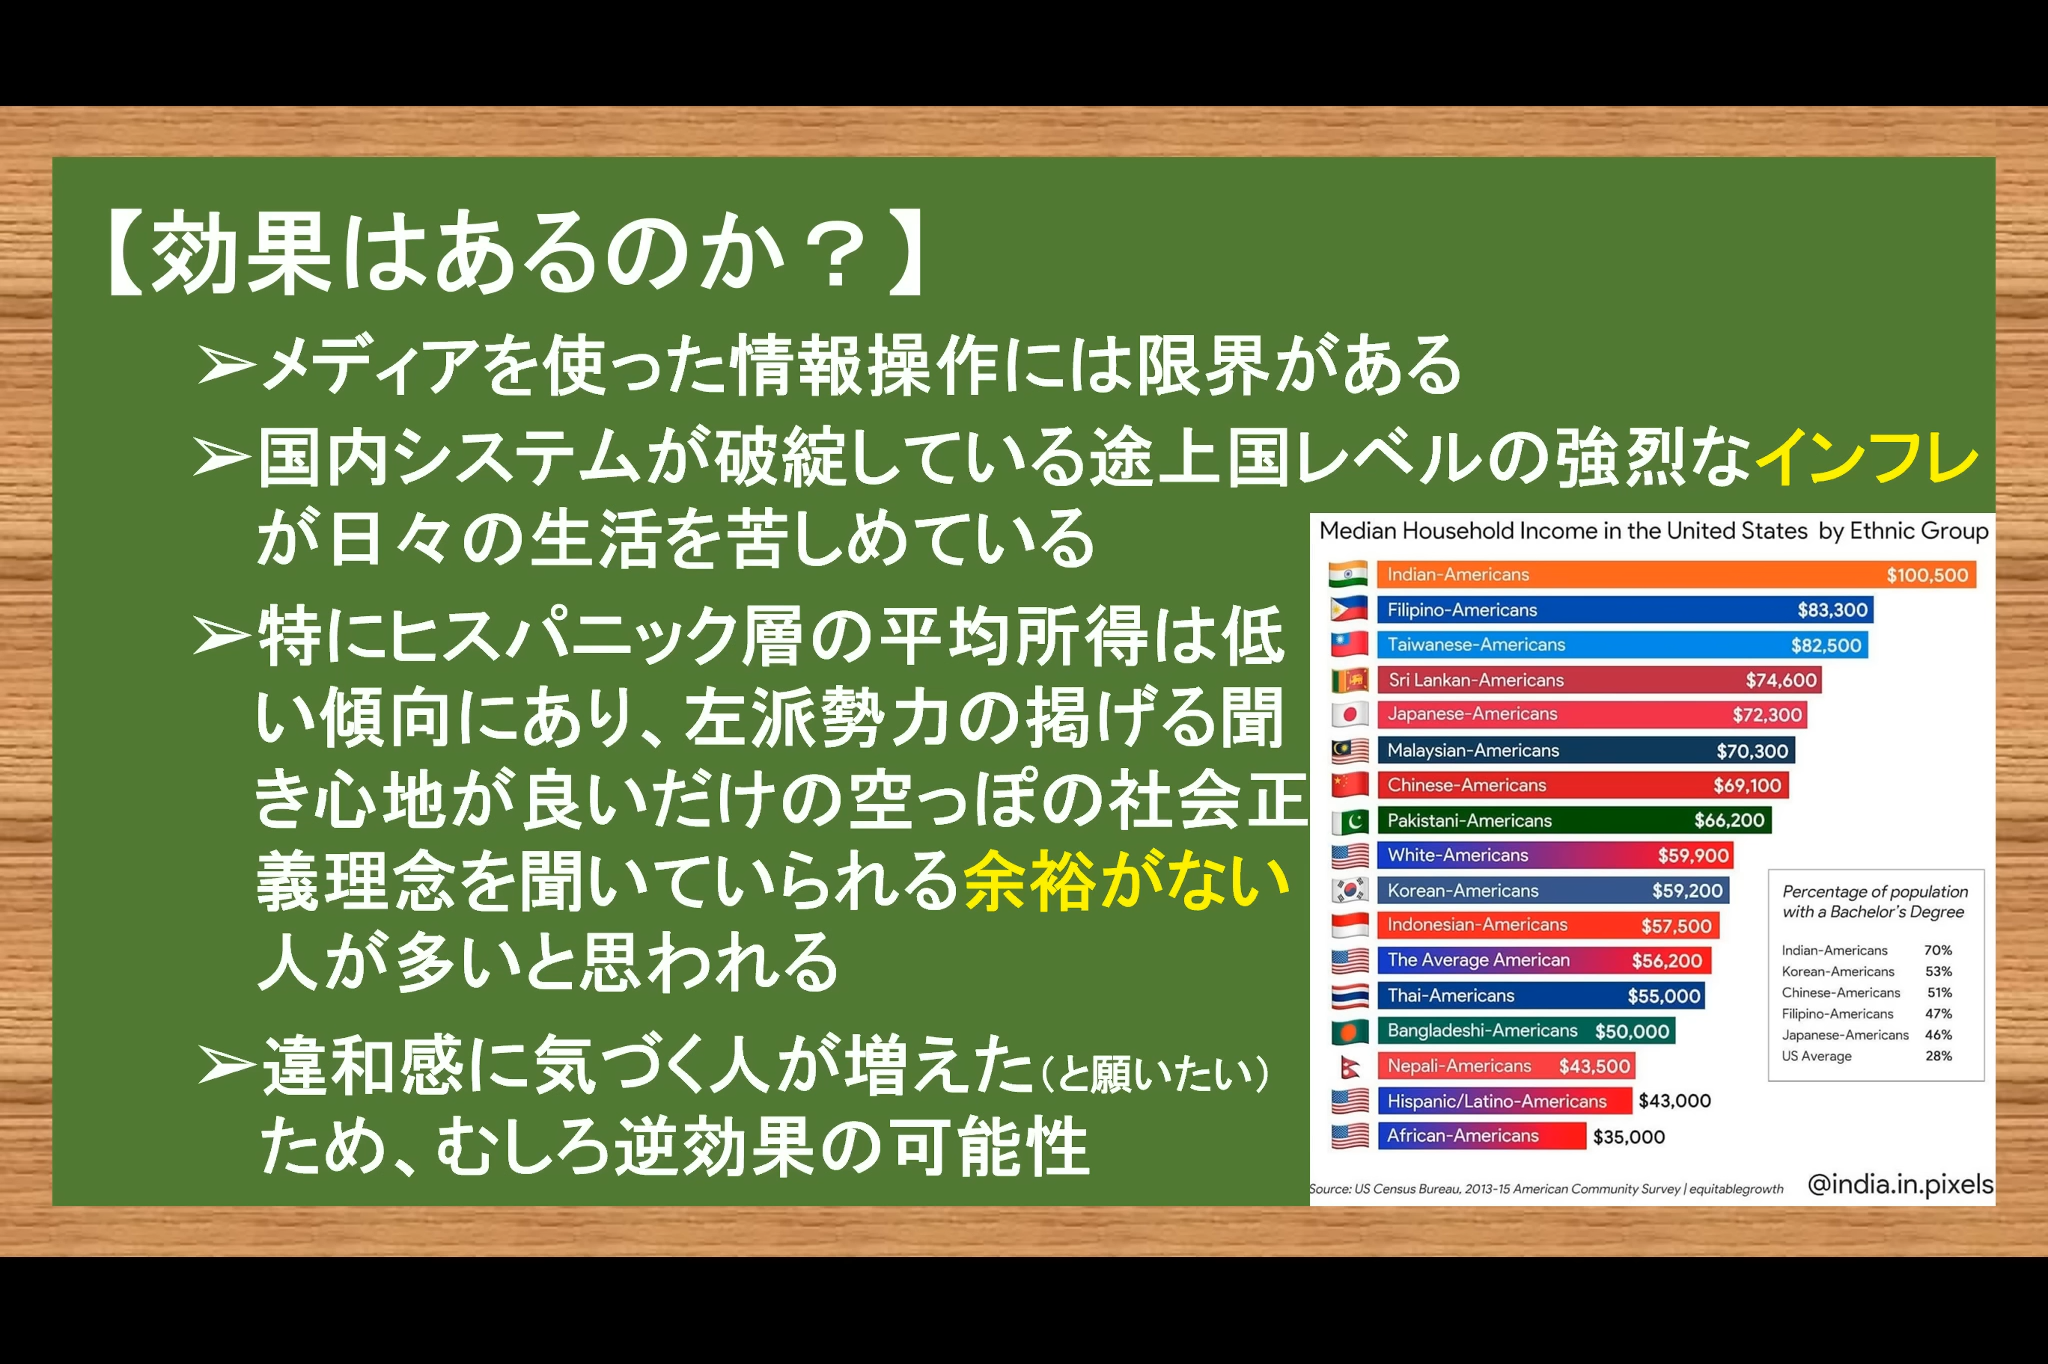 【効果はあるのか？】
➢メディアを使った情報操作には限界がある
➢国内システムが破綻している途上国レベルの強烈なインフレ
が日々の生活を苦しめている
➢特にヒスパニック層の平均所得は低
い傾向にあり、左派勢力の掲げる聞
き心地が良いだけの空っぽの社会正
義理念を聞いていられる余裕がない
人が多いと思われる
➢違和感に気づく人が増えた（と願いたい）
ため、むしろ逆効果の可能性
Median Household Income in the United States by Ethnic Group
Indian-Americans $100,500
Filipino-Americans $83,300
Taiwanese-Americans $82,500
Sri Lankan-Americans $74,600
Japanese-Americans $72,300
Malaysian-Americans $70,300
Chinese-Americans $69,100
Pakistani-Americans $66,200
White-Americans $59,900
Korean-Americans $59,200
Indonesian-Americans $57,500
The Average American $56,200
Thai-Americans $55,000
Bangladeshi-Americans $50,000
Nepali-Americans $43,500
Hispanic/Latino-Americans $43,000
African-Americans $35,000
Percentage of population
with a Bachelor's Degree
Indian-Americans 70%
Korean-Americans 53%
Chinese-Americans 51%
Filipino-Americans 47%
Japanese-Americans 46%
US Average 28%
Source: US Census Bureau, 2013-15 American Community Survey | equitablegrowth
@india.in.pixels